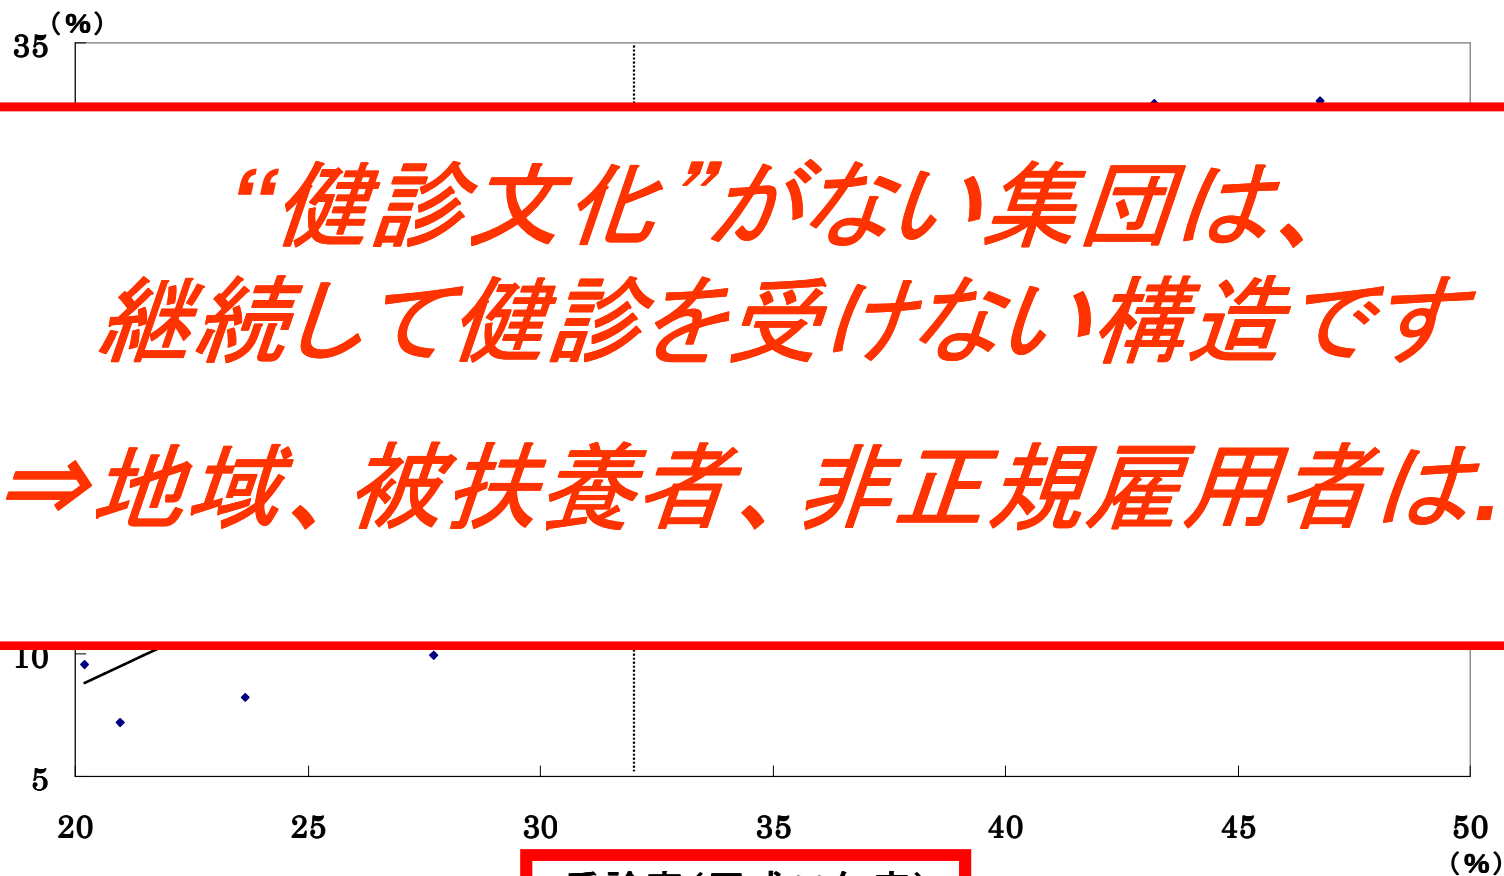 (%)
35
“健診文化”がない集団は、
継続して健診を受けない構造です
⇒地域、被扶養者、非正規雇用者は.
10
5
20 25 30 35 40 45 50
(%)